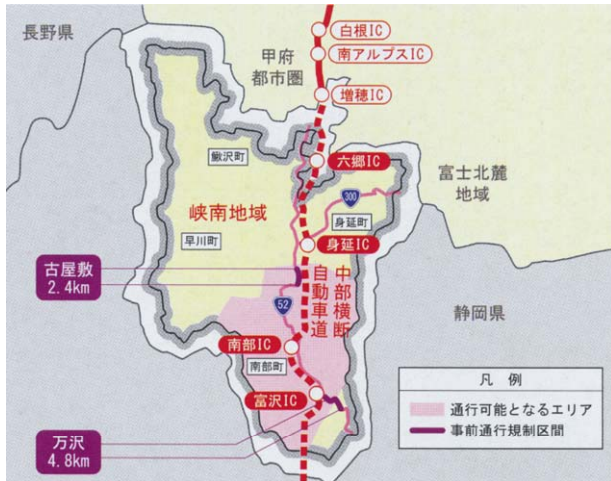 長野県
甲府
都市圏
白根IC
南アルプスIC
増穂IC
鰍沢町
六郷IC
富士北麓
地域
峡南地域
300
身延町
早川町
身延IC
古屋敷
2.4km
中部横断
自動車道
52
静岡県
南部IC
南部町
富沢IC
万沢
4.8km
凡 例
通行可能となるエリア
事前通行規制区間